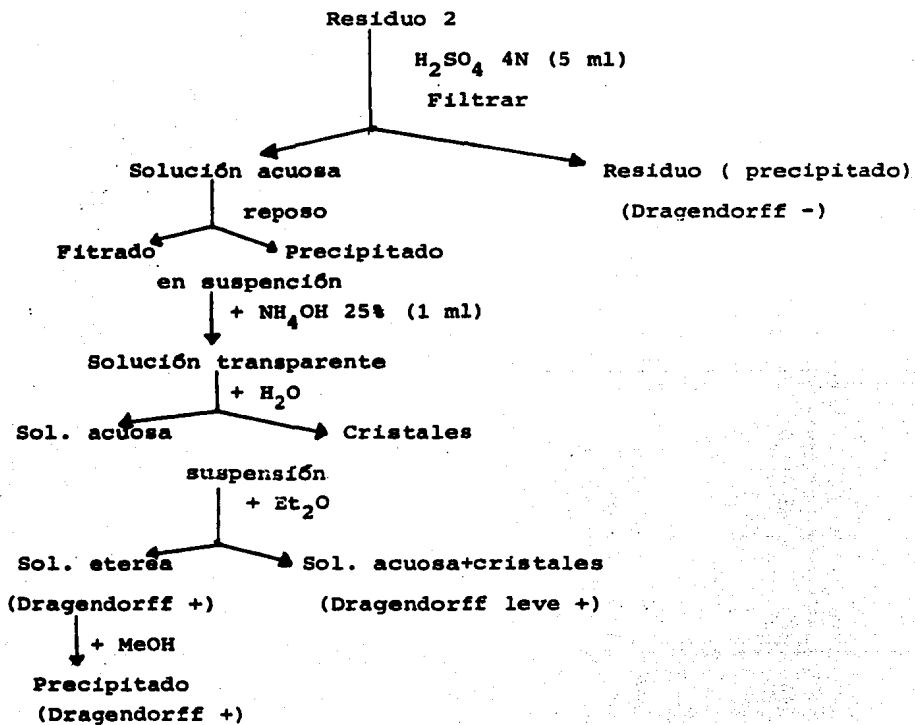 Residuo 2
H2SO4 4N (5 ml)
Filtrar
Solución acuosa
Residuo ( precipitado)
reposo
(Dragendorff -)
Fitrado
Precipitado
en suspención
+ NH4OH 25% (1 ml)
Solución transparente
+ H2O
Sol. acuosa
Cristales
suspensión
+ Et2O
Sol. eterea
Sol. acuosa+cristales
(Dragendorff +)
(Dragendorff leve +)
+ MeOH
Precipitado
(Dragendorff +)